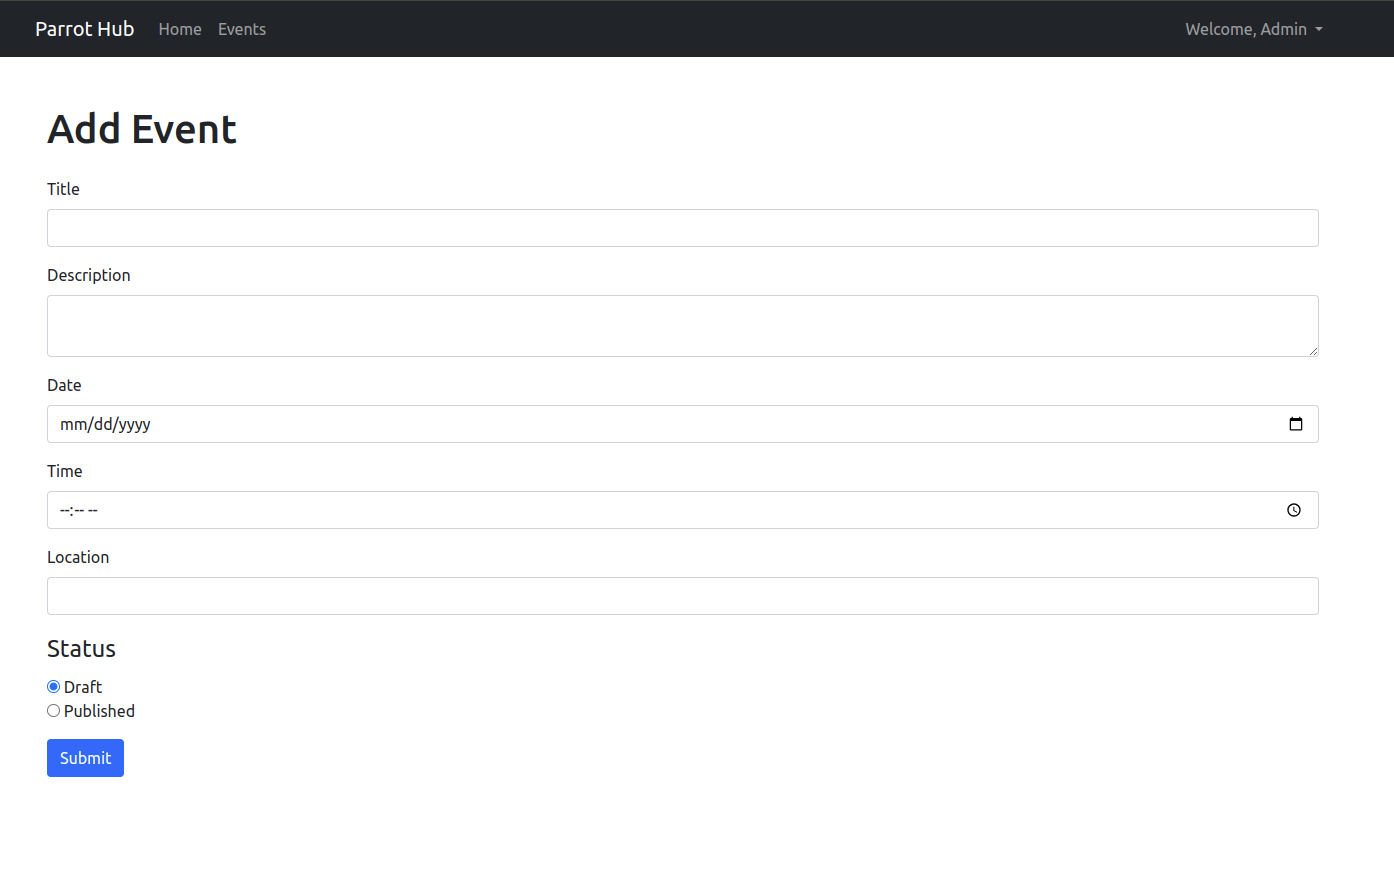 Parrot Hub Home Events Welcome, Admin
Add Event
Title
Description
Date
mm/dd/yyyy
Time
--:-- --
Location
Status
Draft
Published
Submit